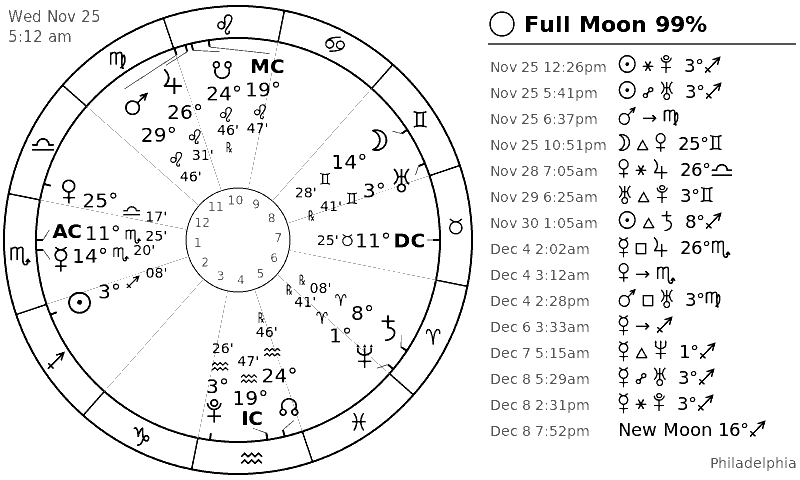 Wed Nov 25
5:12 am
♌
♋
♊
♉
♈
♓
♒
♑
♐
♏
♎
♍
♂ 29° ♌ 46'
♃ 26° ♌ 31'
☋ 24° ♌ 46' ℞
MC 19° ♌ 47'
☽ 14° ♊ 28'
♅ 3° ♊ 41' ℞
♀ 25° ♎ 17'
AC 11° ♏ 25'
☿ 14° ♏ 20'
☉ 3° ♐ 08'
25' ♉ 11° DC
♄ 8° ♈ 08' ℞
♆ 1° ♈ 41' ℞
☊ 24° ♒ 46' ℞
IC 19° ♒ 47'
♇ 3° ♒ 26'
1
2
3
4
5
6
7
8
9
10
11
12
Full Moon 99%
Nov 25 12:26pm ☉ ⚹ ♇ 3°♐
Nov 25 5:41pm ☉ ☍ ♅ 3°♐
Nov 25 6:37pm ♂ → ♍
Nov 25 10:51pm ☽ △ ♀ 25°♊
Nov 28 7:05am ♀ ⚹ ♃ 26°♎
Nov 29 6:25am ♅ △ ♇ 3°♊
Nov 30 1:05am ☉ △ ♄ 8°♐
Dec 4 2:02am ☿ □ ♃ 26°♏
Dec 4 3:12am ♀ → ♏
Dec 4 2:28pm ♂ □ ♅ 3°♍
Dec 6 3:33am ☿ → ♐
Dec 7 5:15am ☿ △ ♆ 1°♐
Dec 8 5:29am ☿ ☍ ♅ 3°♐
Dec 8 2:31pm ☿ ⚹ ♇ 3°♐
Dec 8 7:52pm New Moon 16°♐
Philadelphia